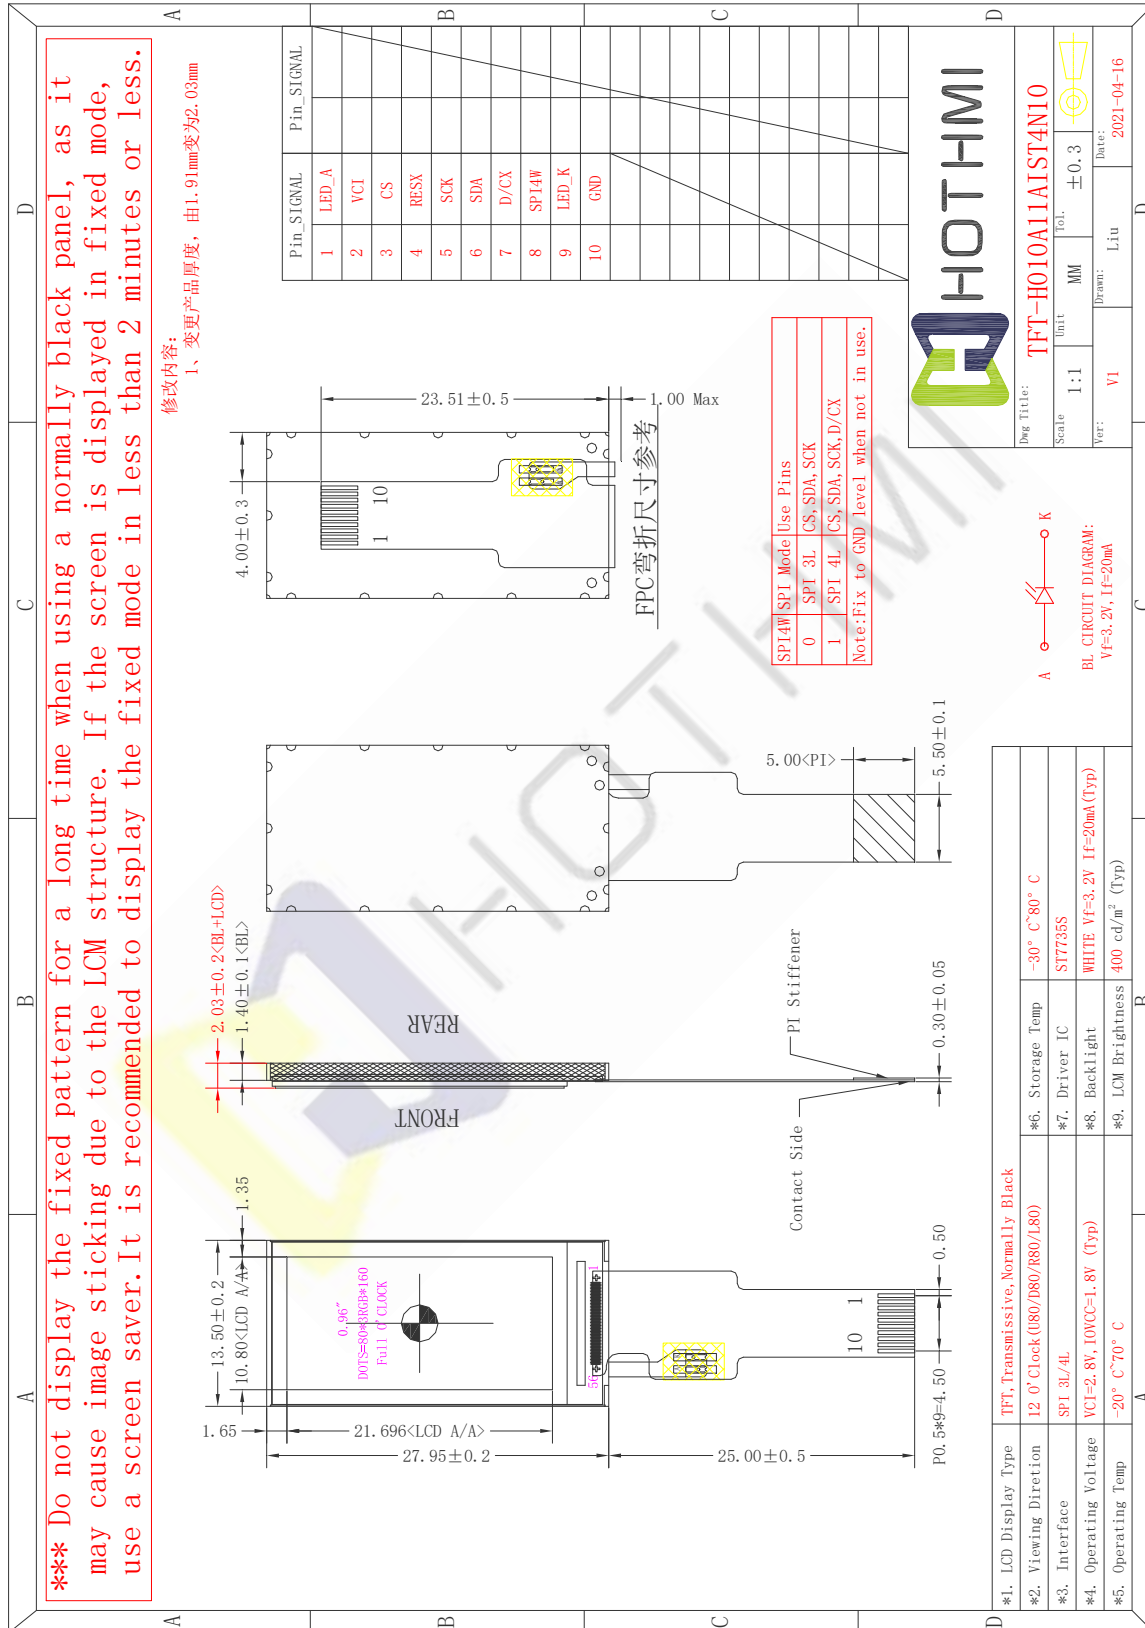 *** Do not display the fixed pattern for a long time when using a normally black panel, as it
may cause image sticking due to the LCM structure. If the screen is displayed in fixed mode,
use a screen saver.It is recommended to display the fixed mode in less than 2 minutes or less.
修改内容:
1、变更产品厚度, 由1.91mm变为2.03mm
A B C D
A B C D
A B C D
A B C D
1.65
13.50±0.2
10.80<LCD A/A>
1.35
21.696<LCD A/A>
27.95±0.2
25.00±0.5
0.96"
DOTS=80*3RGB*160
Full O'CLOCK
56
1
10
1
P0.5*9=4.50
0.50
2.03±0.2<BL+LCD>
1.40±0.1<BL>
FRONT
REAR
Contact Side
PI Stiffener
0.30±0.05
5.00<PI>
5.50±0.1
4.00±0.3
1
10
23.51±0.5
1.00 Max
FPC弯折尺寸参考
Pin_SIGNAL Pin_SIGNAL
1 LED_A
2 VCI
3 CS
4 RESX
5 SCK
6 SDA
7 D/CX
8 SPI4W
9 LED_K
10 GND
SPI4W SPI Mode Use Pins
0 SPI 3L CS,SDA,SCK
1 SPI 4L CS,SDA,SCK,D/CX
Note:Fix to GND level when not in use.
A K
BL CIRCUIT DIAGRAM:
Vf=3.2V, If=20mA
*1. LCD Display Type TFT,Transmissive,Normally Black
*2. Viewing Diretion 12 O'Clock(U80/D80/R80/L80)
*3. Interface SPI 3L/4L
*4. Operating Voltage VCI=2.8V,IOVCC=1.8V (Typ)
*5. Operating Temp -20° C~70° C
*6. Storage Temp -30° C~80° C
*7. Driver IC ST7735S
*8. Backlight WHITE Vf=3.2V If=20mA(Typ)
*9. LCM Brightness 400 cd/m² (Typ)
HOTHMI
Dwg Title:
TFT-H010A11AIST4N10
Scale 1:1 Unit MM Tol. ±0.3
Ver: V1 Drawn: Liu Date: 2021-04-16
HOTHMI